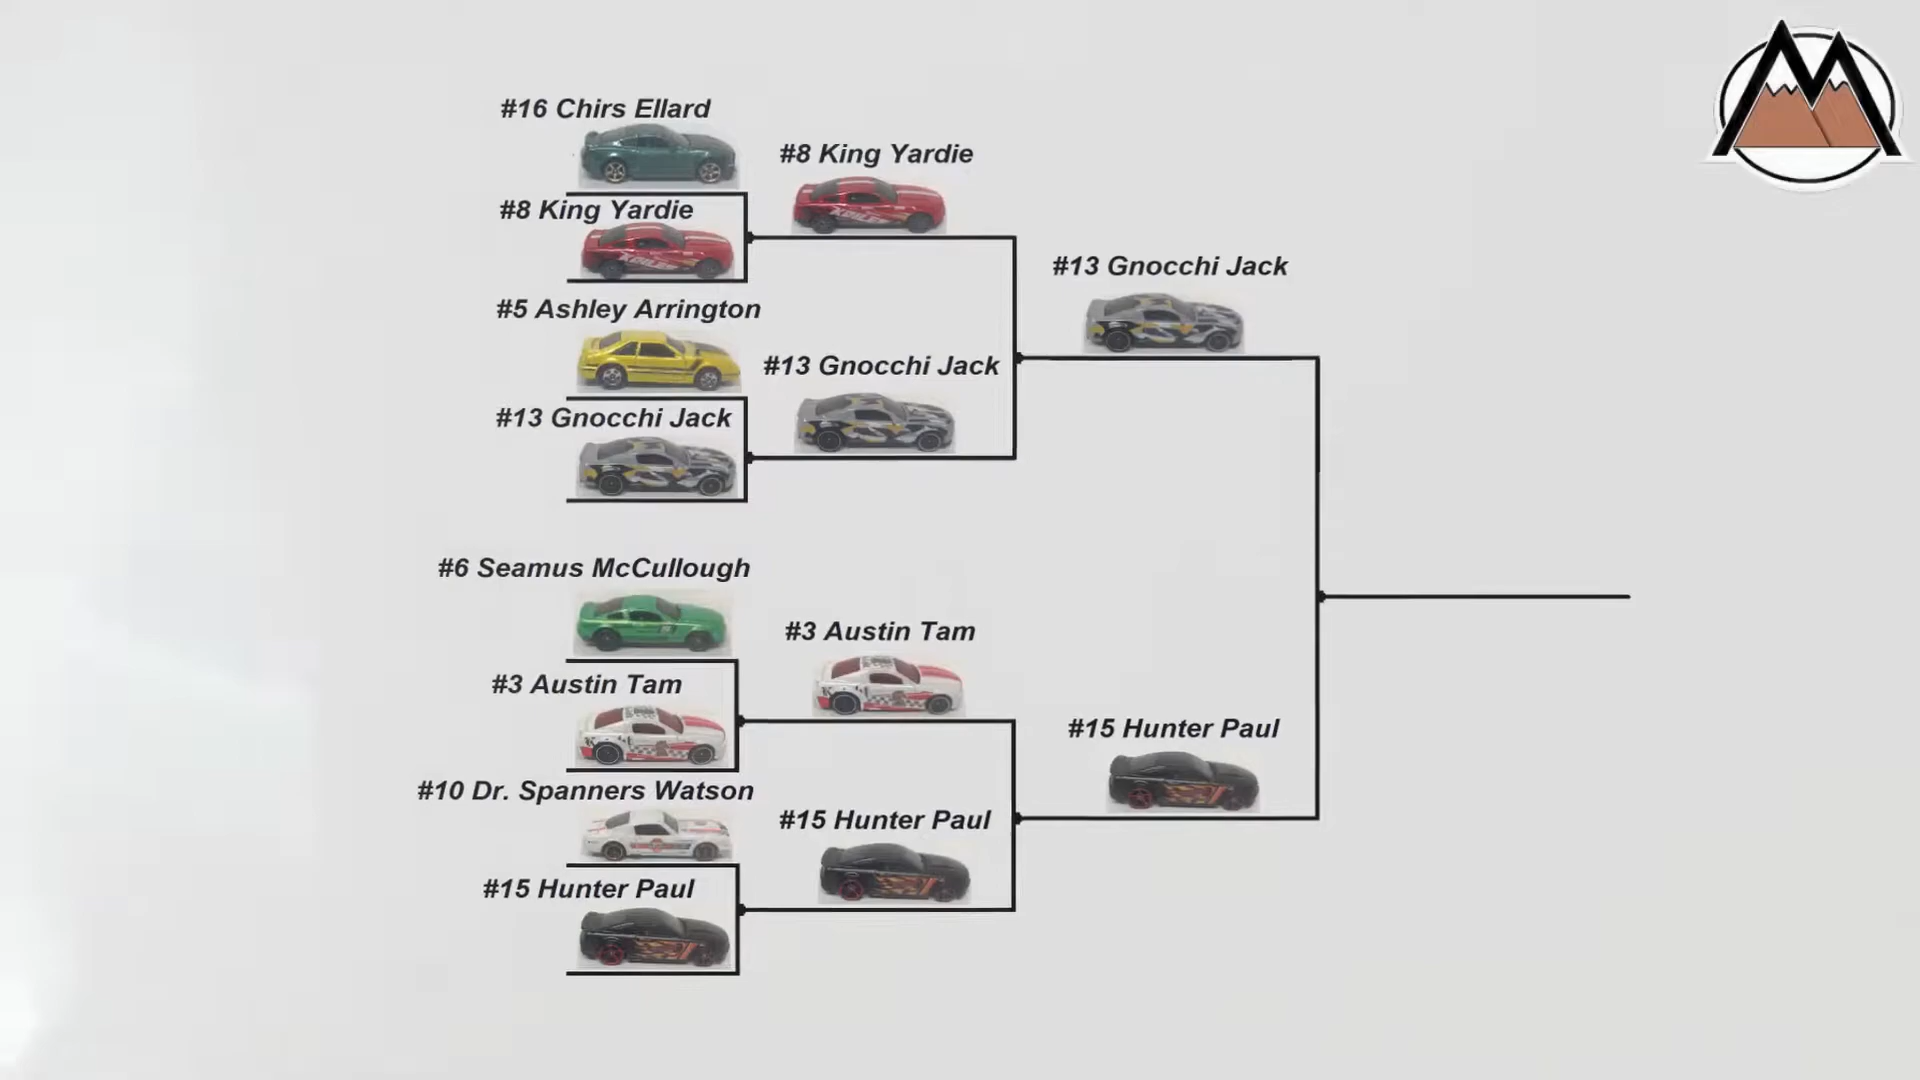 #16 Chirs Ellard
#8 King Yardie
#5 Ashley Arrington
#13 Gnocchi Jack
#6 Seamus McCullough
#3 Austin Tam
#10 Dr. Spanners Watson
#15 Hunter Paul
#8 King Yardie
#13 Gnocchi Jack
#3 Austin Tam
#15 Hunter Paul
#13 Gnocchi Jack
#15 Hunter Paul